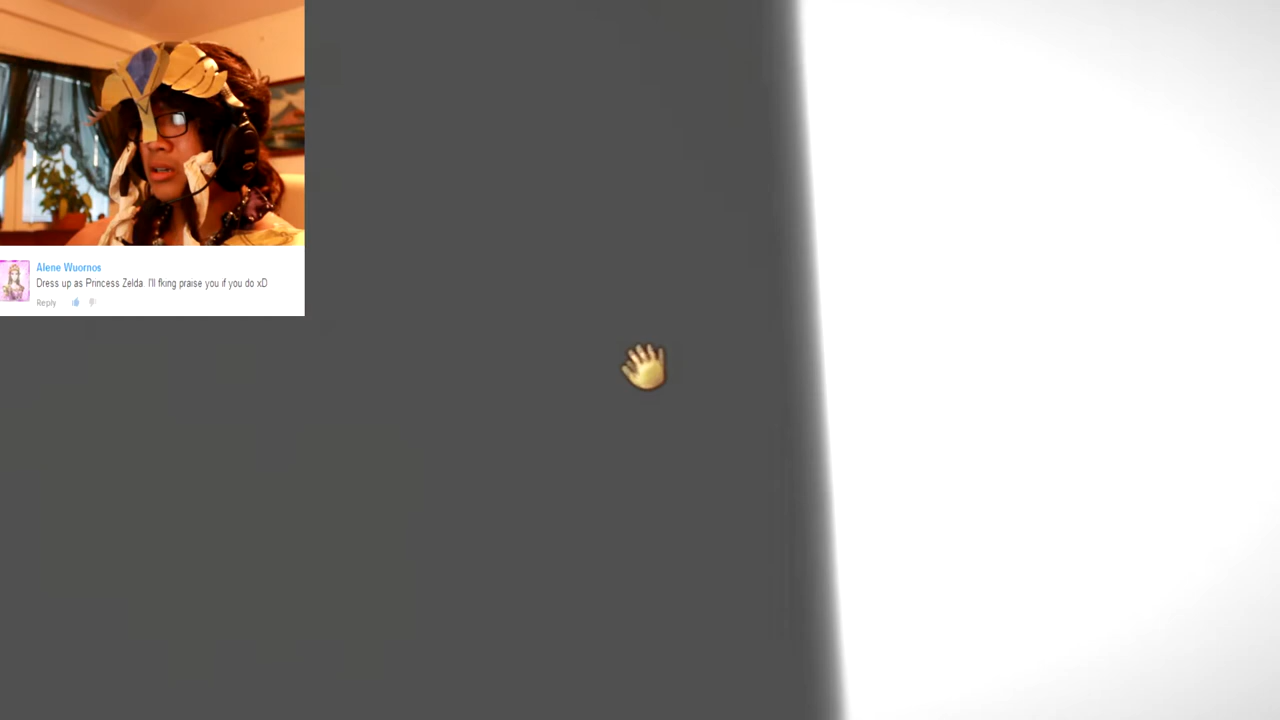 Alene Wuornos
Dress up as Princess Zelda. I'll fking praise you if you do xD
Reply